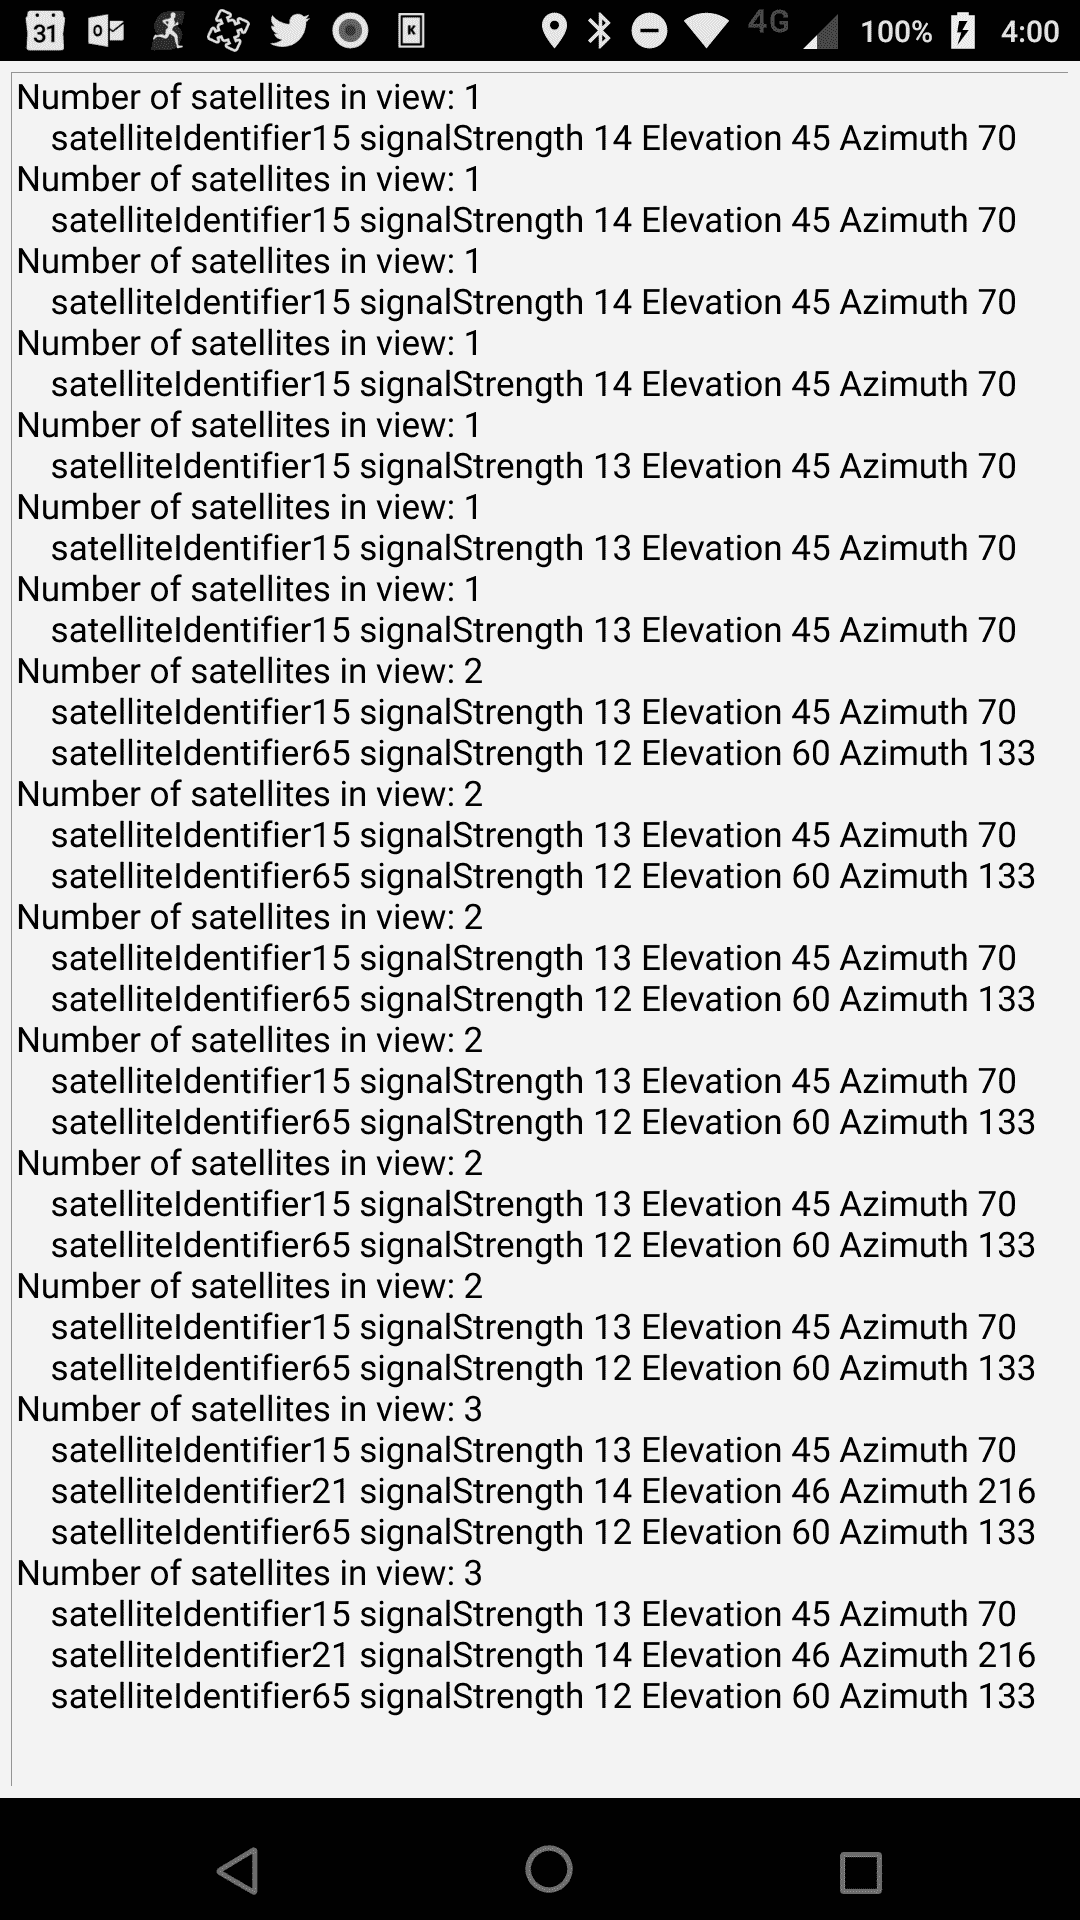 31 4G 100% 4:00
Number of satellites in view: 1
satelliteIdentifier15 signalStrength 14 Elevation 45 Azimuth 70
Number of satellites in view: 1
satelliteIdentifier15 signalStrength 14 Elevation 45 Azimuth 70
Number of satellites in view: 1
satelliteIdentifier15 signalStrength 14 Elevation 45 Azimuth 70
Number of satellites in view: 1
satelliteIdentifier15 signalStrength 14 Elevation 45 Azimuth 70
Number of satellites in view: 1
satelliteIdentifier15 signalStrength 13 Elevation 45 Azimuth 70
Number of satellites in view: 1
satelliteIdentifier15 signalStrength 13 Elevation 45 Azimuth 70
Number of satellites in view: 1
satelliteIdentifier15 signalStrength 13 Elevation 45 Azimuth 70
Number of satellites in view: 2
satelliteIdentifier15 signalStrength 13 Elevation 45 Azimuth 70
satelliteIdentifier65 signalStrength 12 Elevation 60 Azimuth 133
Number of satellites in view: 2
satelliteIdentifier15 signalStrength 13 Elevation 45 Azimuth 70
satelliteIdentifier65 signalStrength 12 Elevation 60 Azimuth 133
Number of satellites in view: 2
satelliteIdentifier15 signalStrength 13 Elevation 45 Azimuth 70
satelliteIdentifier65 signalStrength 12 Elevation 60 Azimuth 133
Number of satellites in view: 2
satelliteIdentifier15 signalStrength 13 Elevation 45 Azimuth 70
satelliteIdentifier65 signalStrength 12 Elevation 60 Azimuth 133
Number of satellites in view: 2
satelliteIdentifier15 signalStrength 13 Elevation 45 Azimuth 70
satelliteIdentifier65 signalStrength 12 Elevation 60 Azimuth 133
Number of satellites in view: 2
satelliteIdentifier15 signalStrength 13 Elevation 45 Azimuth 70
satelliteIdentifier65 signalStrength 12 Elevation 60 Azimuth 133
Number of satellites in view: 3
satelliteIdentifier15 signalStrength 13 Elevation 45 Azimuth 70
satelliteIdentifier21 signalStrength 14 Elevation 46 Azimuth 216
satelliteIdentifier65 signalStrength 12 Elevation 60 Azimuth 133
Number of satellites in view: 3
satelliteIdentifier15 signalStrength 13 Elevation 45 Azimuth 70
satelliteIdentifier21 signalStrength 14 Elevation 46 Azimuth 216
satelliteIdentifier65 signalStrength 12 Elevation 60 Azimuth 133